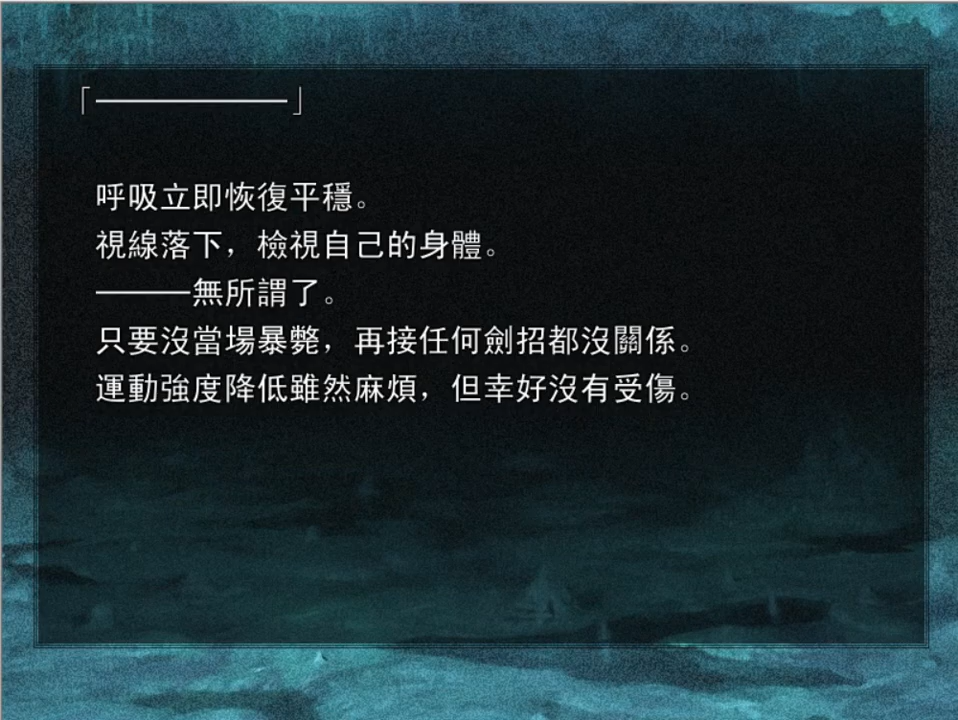 「――――――」
呼吸立即恢復平穩。
視線落下，檢視自己的身體。
―――無所謂了。
只要沒當場暴斃，再接任何劍招都沒關係。
運動強度降低雖然麻煩，但幸好沒有受傷。